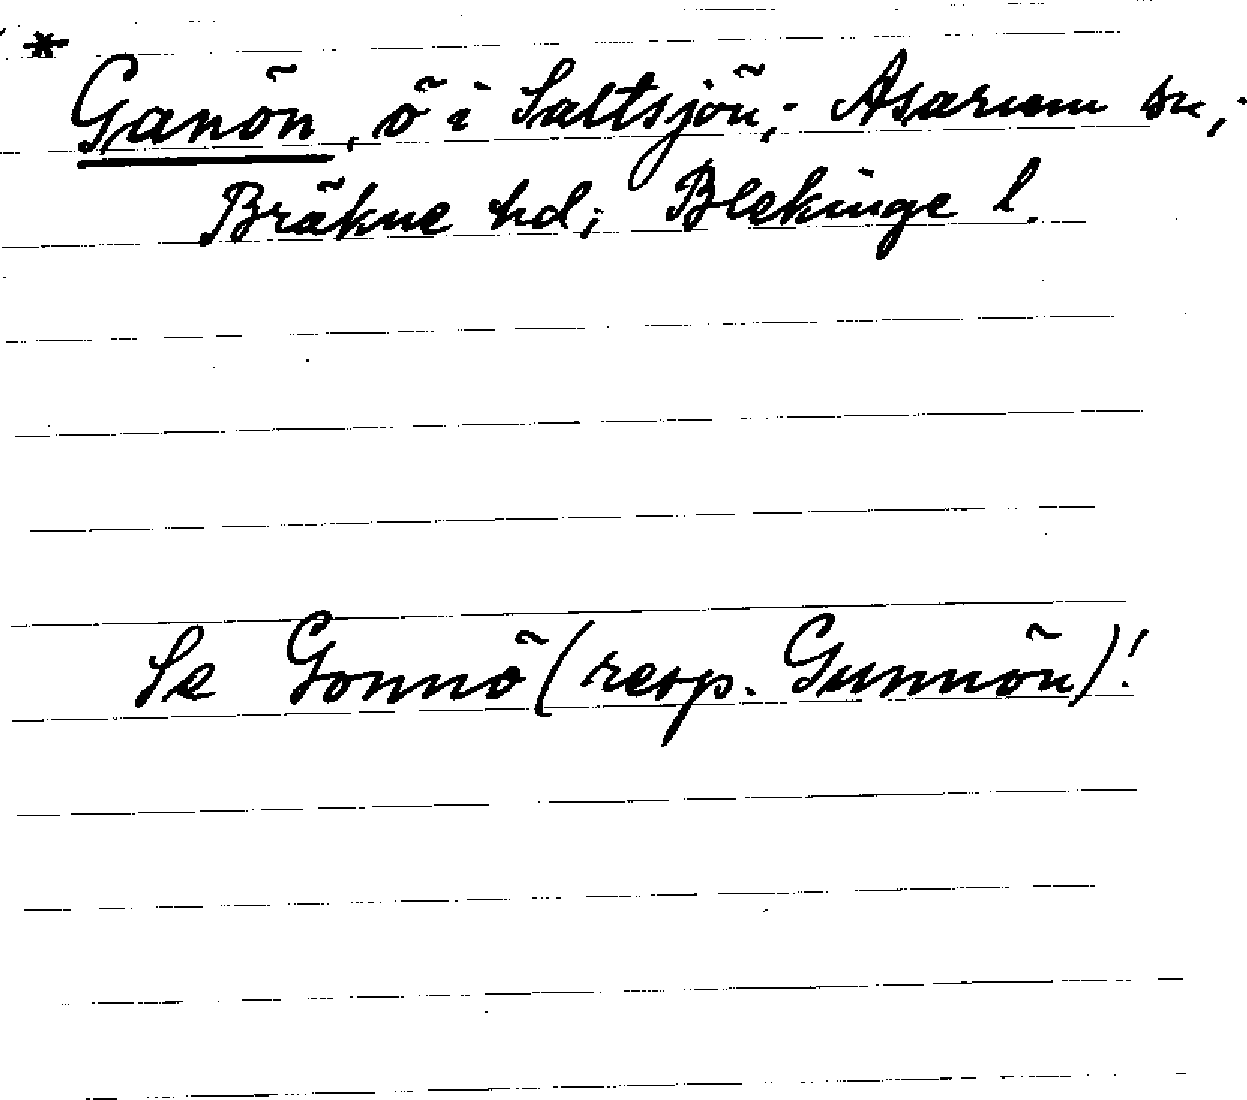 * Ganön, ö i Saltsjön; Asarum sn;
Bräkne hd; Blekinge l.
Se Gonnö (resp. Gunnön)!